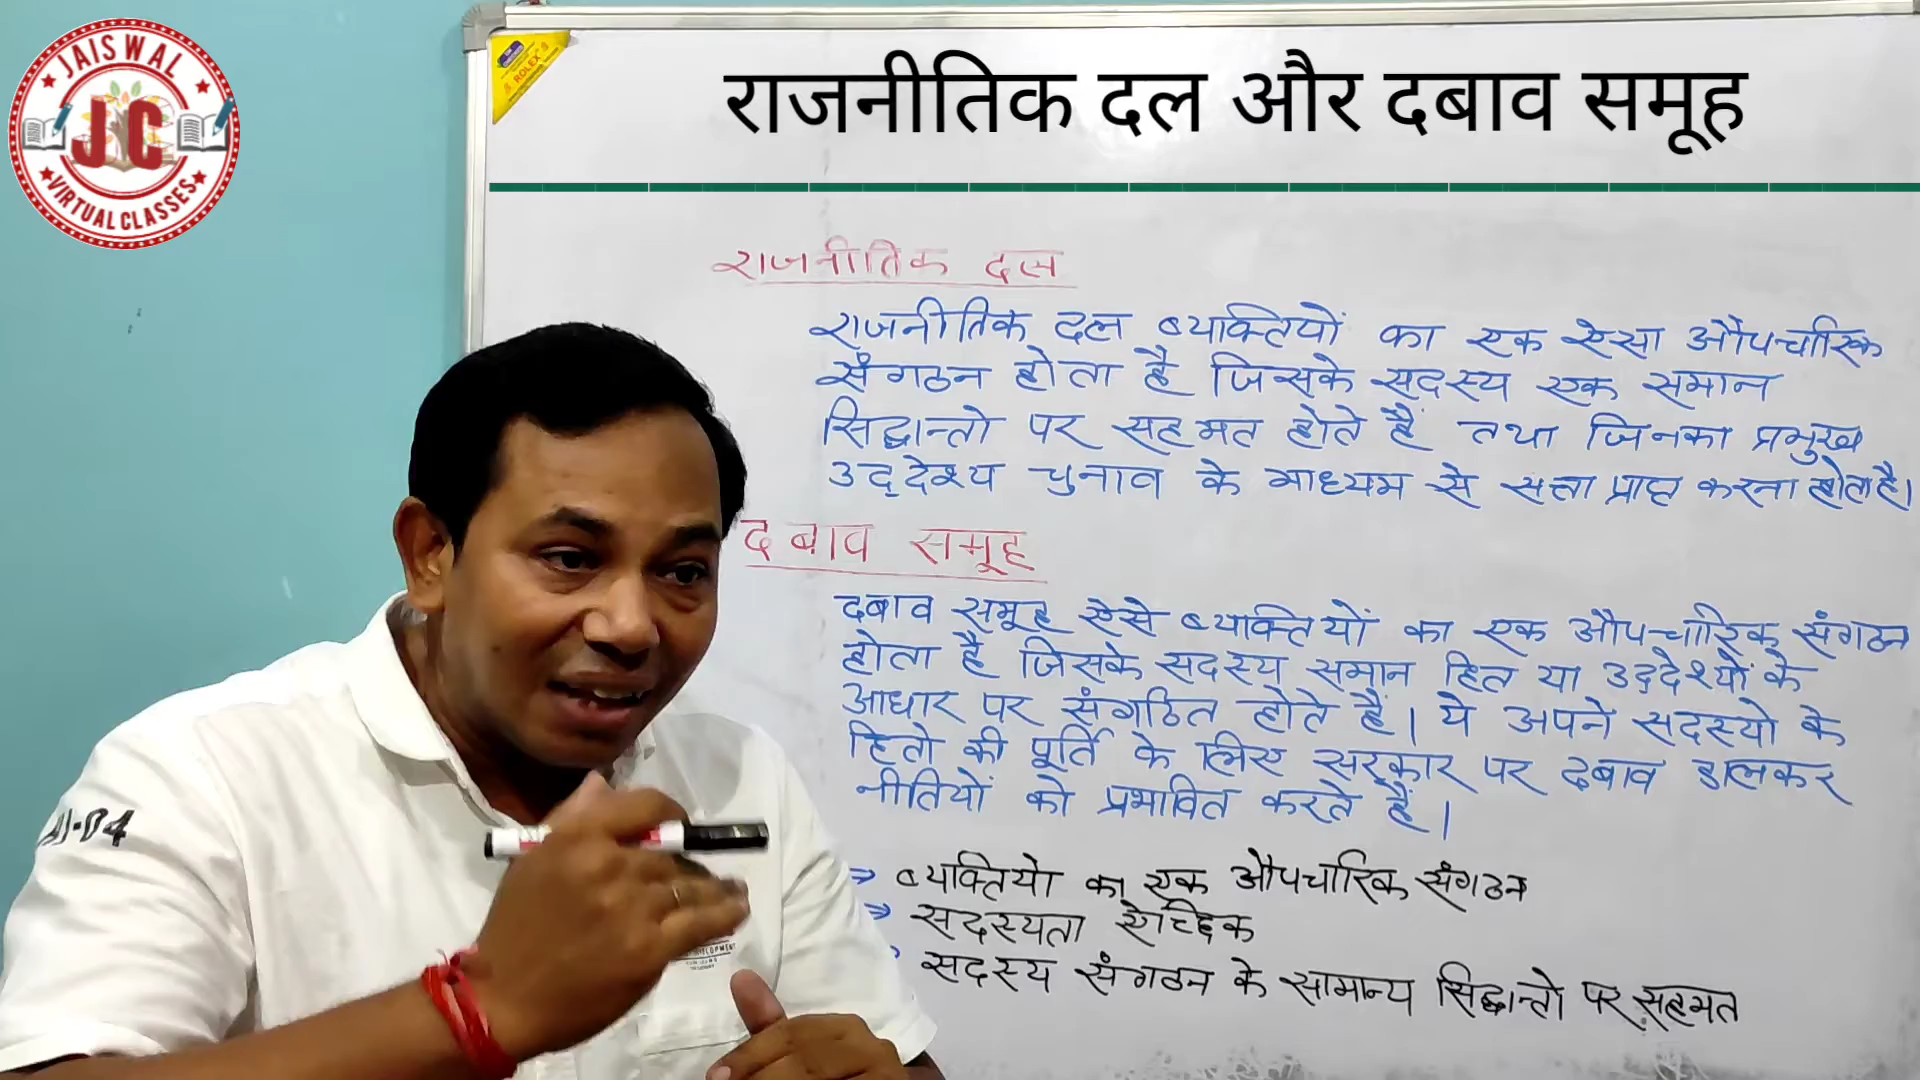 JAISWAL
JC
VIRTUAL CLASSES
ROLEX
राजनीतिक दल और दबाव समूह
राजनीतिक दल
राजनीतिक दल व्यक्तियों का एक ऐसा औपचारिक
संगठन होता है जिसके सदस्य एक समान
सिद्धान्तो पर सहमत होते हैं तथा जिनका प्रमुख
उद्देश्य चुनाव के माध्यम से सत्ता प्राप्त करना होता है।
दबाव समूह
दबाव समूह ऐसे व्यक्तियों का एक औपचारिक संगठन
होता है जिसके सदस्य समान हित या उद्देश्यों के
आधार पर संगठित होते हैं। ये अपने सदस्यो के
हितो की पूर्ति के लिए सरकार पर दबाव डालकर
नीतियों को प्रभावित करते हैं।
⇒ व्यक्तियो का एक औपचारिक संगठन
⇒ सदस्यता ऐच्छिक
सदस्य संगठन के सामान्य सिद्धान्तो पर सहमत